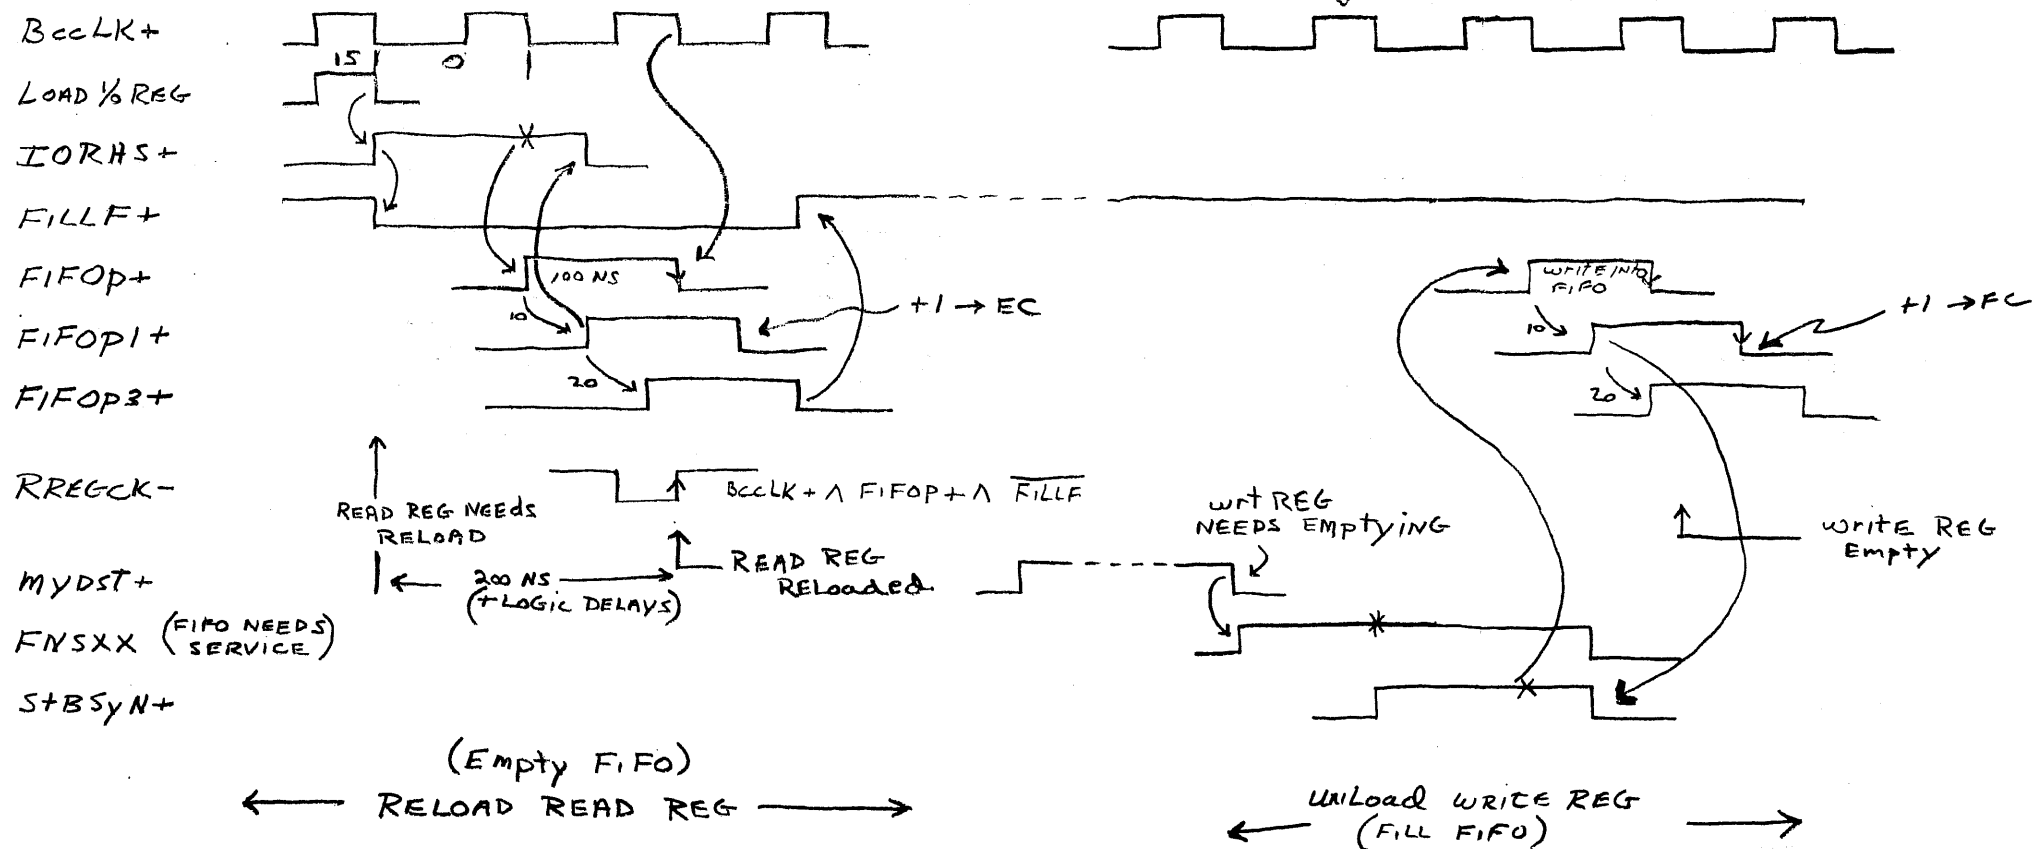 BccLK+
15 0
LOAD I/O REG
IORHS+
FiLLF+
FIFOp+
100 NS
WRITE INTO
FIFO
10
+1 → EC
+1 → FC
FIFOp1+
10
20
20
FIFOp3+
RREGCK-
BccLK + ∧ FIFOP + ∧ F̅i̅L̅L̅F̅
READ REG NEEDS
RELOAD
wrt REG
NEEDS EMptYING
WritE REG
Empty
READ REG
RELoaded
MYDST+
200 NS
(+LOGIC DELAYS)
FNSXX (FIFO NEEDS
SERVICE)
StBSyN+
(Empty FiFO)
RELOAD READ REG
UNLoad WRITE REG
(FILL FIFO)